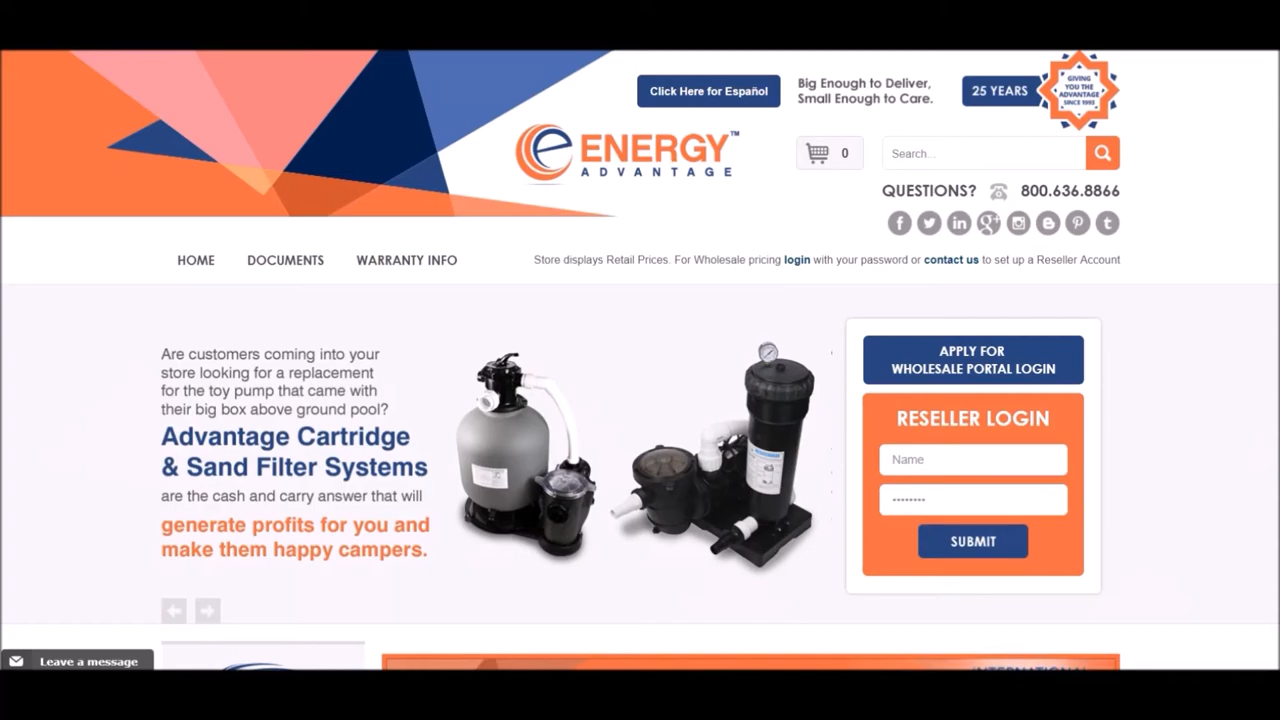 Click Here for Español
Big Enough to Deliver,
Small Enough to Care.
25 YEARS
GIVING
YOU THE
ADVANTAGE
SINCE 1993
ENERGY™
ADVANTAGE
0
Search...
QUESTIONS? 800.636.8866
HOME
DOCUMENTS
WARRANTY INFO
Store displays Retail Prices. For Wholesale pricing login with your password or contact us to set up a Reseller Account
Are customers coming into your
store looking for a replacement
for the toy pump that came with
their big box above ground pool?
Advantage Cartridge
& Sand Filter Systems
are the cash and carry answer that will
generate profits for you and
make them happy campers.
APPLY FOR
WHOLESALE PORTAL LOGIN
RESELLER LOGIN
Name
--------
SUBMIT
Leave a message
INTERNATIONAL